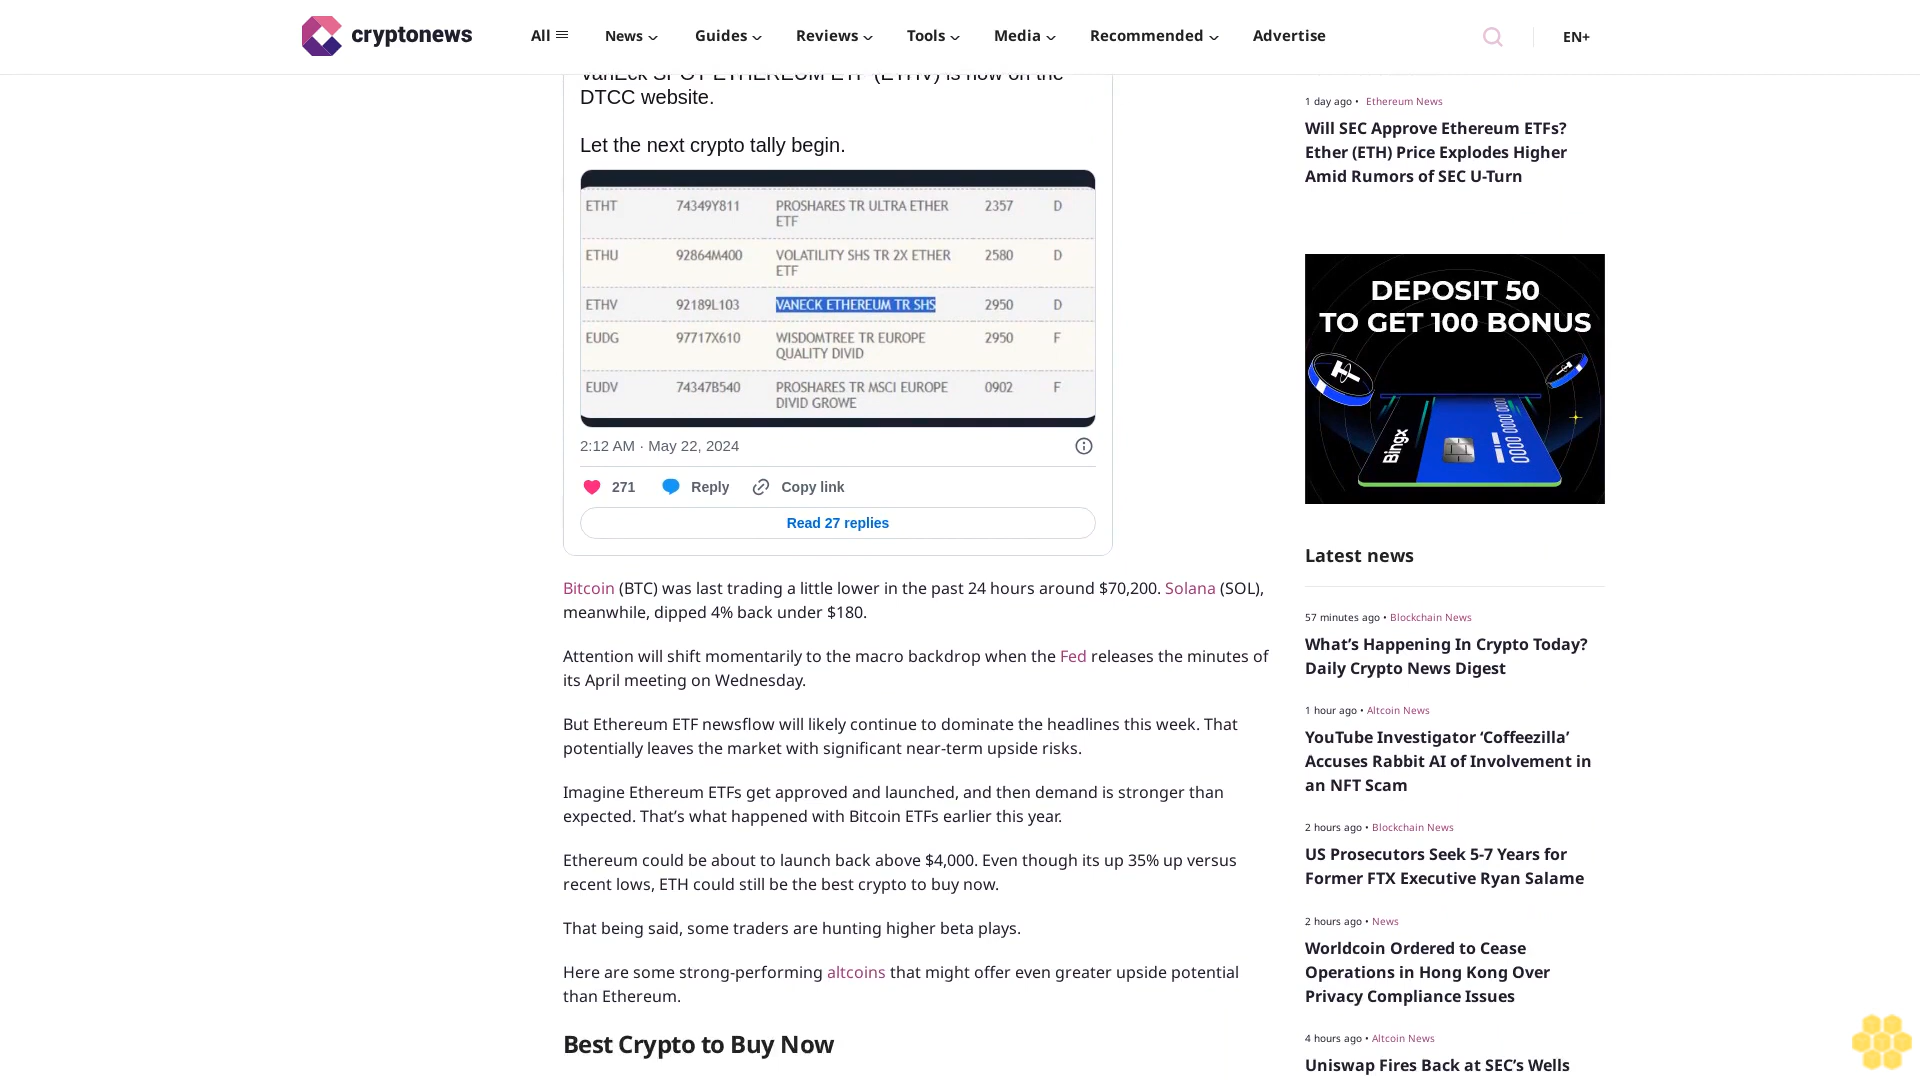 cryptonews
All
News
Guides
Reviews
Tools
Media
Recommended
Advertise
EN+
VanEck SPOT ETHEREUM ETF (ETHV) is now on the
DTCC website.
Let the next crypto tally begin.
ETHT 74349Y811 PROSHARES TR ULTRA ETHER 2357 D
ETF
ETHU 92864M400 VOLATILITY SHS TR 2X ETHER 2580 D
ETF
ETHV 92189L103 VANECK ETHEREUM TR SHS 2950 D
EUDG 97717X610 WISDOMTREE TR EUROPE 2950 F
QUALITY DIVID
EUDV 74347B540 PROSHARES TR MSCI EUROPE 0902 F
DIVID GROWE
2:12 AM · May 22, 2024
271 Reply Copy link
Read 27 replies
Bitcoin (BTC) was last trading a little lower in the past 24 hours around $70,200. Solana (SOL),
meanwhile, dipped 4% back under $180.
Attention will shift momentarily to the macro backdrop when the Fed releases the minutes of
its April meeting on Wednesday.
But Ethereum ETF newsflow will likely continue to dominate the headlines this week. That
potentially leaves the market with significant near-term upside risks.
Imagine Ethereum ETFs get approved and launched, and then demand is stronger than
expected. That’s what happened with Bitcoin ETFs earlier this year.
Ethereum could be about to launch back above $4,000. Even though its up 35% up versus
recent lows, ETH could still be the best crypto to buy now.
That being said, some traders are hunting higher beta plays.
Here are some strong-performing altcoins that might offer even greater upside potential
than Ethereum.
Best Crypto to Buy Now
1 day ago • Ethereum News
Will SEC Approve Ethereum ETFs?
Ether (ETH) Price Explodes Higher
Amid Rumors of SEC U-Turn
DEPOSIT 50
TO GET 100 BONUS
Bingx
Latest news
57 minutes ago • Blockchain News
What’s Happening In Crypto Today?
Daily Crypto News Digest
1 hour ago • Altcoin News
YouTube Investigator ‘Coffeezilla’
Accuses Rabbit AI of Involvement in
an NFT Scam
2 hours ago • Blockchain News
US Prosecutors Seek 5-7 Years for
Former FTX Executive Ryan Salame
2 hours ago • News
Worldcoin Ordered to Cease
Operations in Hong Kong Over
Privacy Compliance Issues
4 hours ago • Altcoin News
Uniswap Fires Back at SEC’s Wells